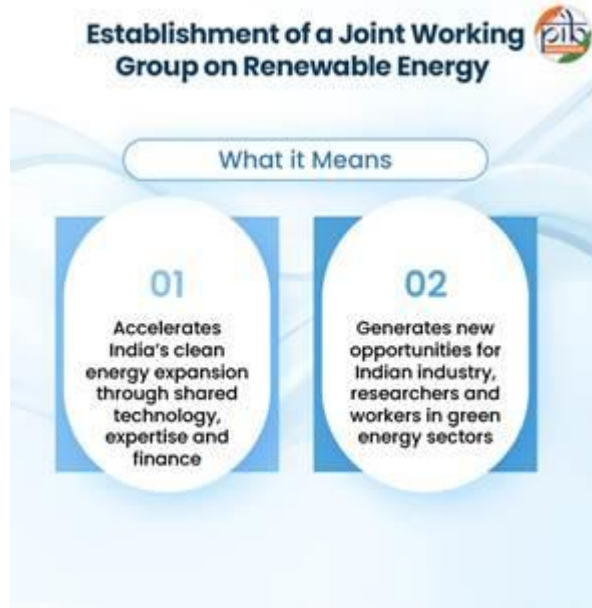 Establishment of a Joint Working
Group on Renewable Energy
pib
What it Means
01
Accelerates
India's clean
energy expansion
through shared
technology,
expertise and
finance
02
Generates new
opportunities for
Indian industry,
researchers and
workers in green
energy sectors